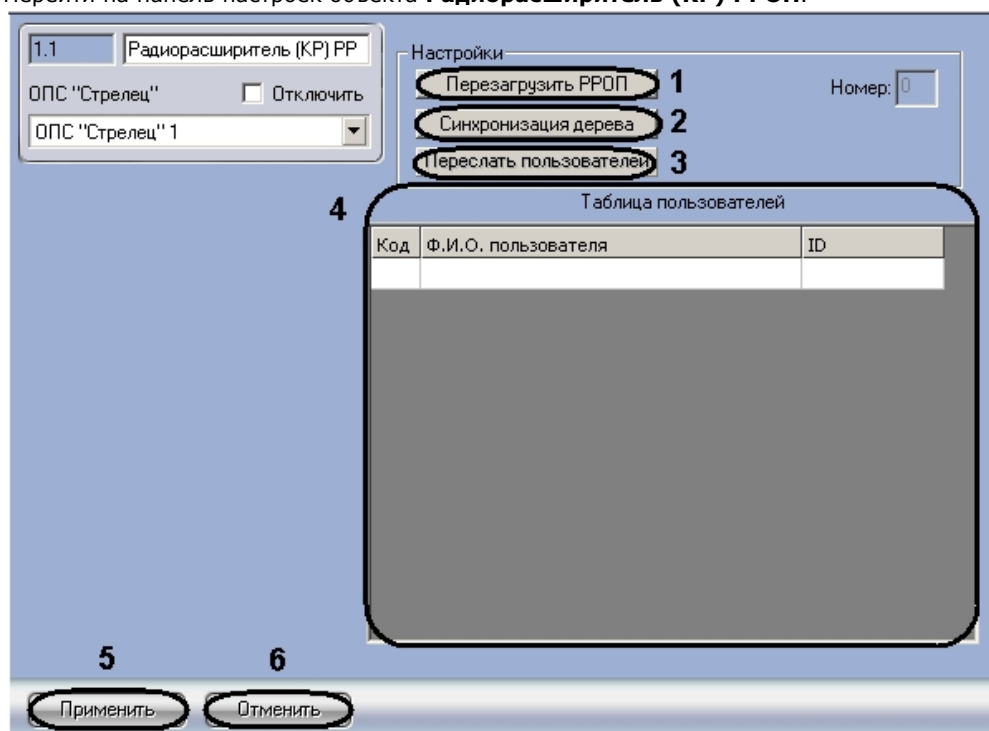 Перейти на панель настроек объекта Радиорасширитель (КР) РРОП.
1.1 Радиорасширитель (КР) РР
ОПС "Стрелец" Отключить
ОПС "Стрелец" 1
Настройки
Перезагрузить РРОП 1
Номер: 0
Синхронизация дерева 2
Переслать пользователей 3
4
Таблица пользователей
Код Ф.И.О. пользователя ID
5 6
Применить Отменить